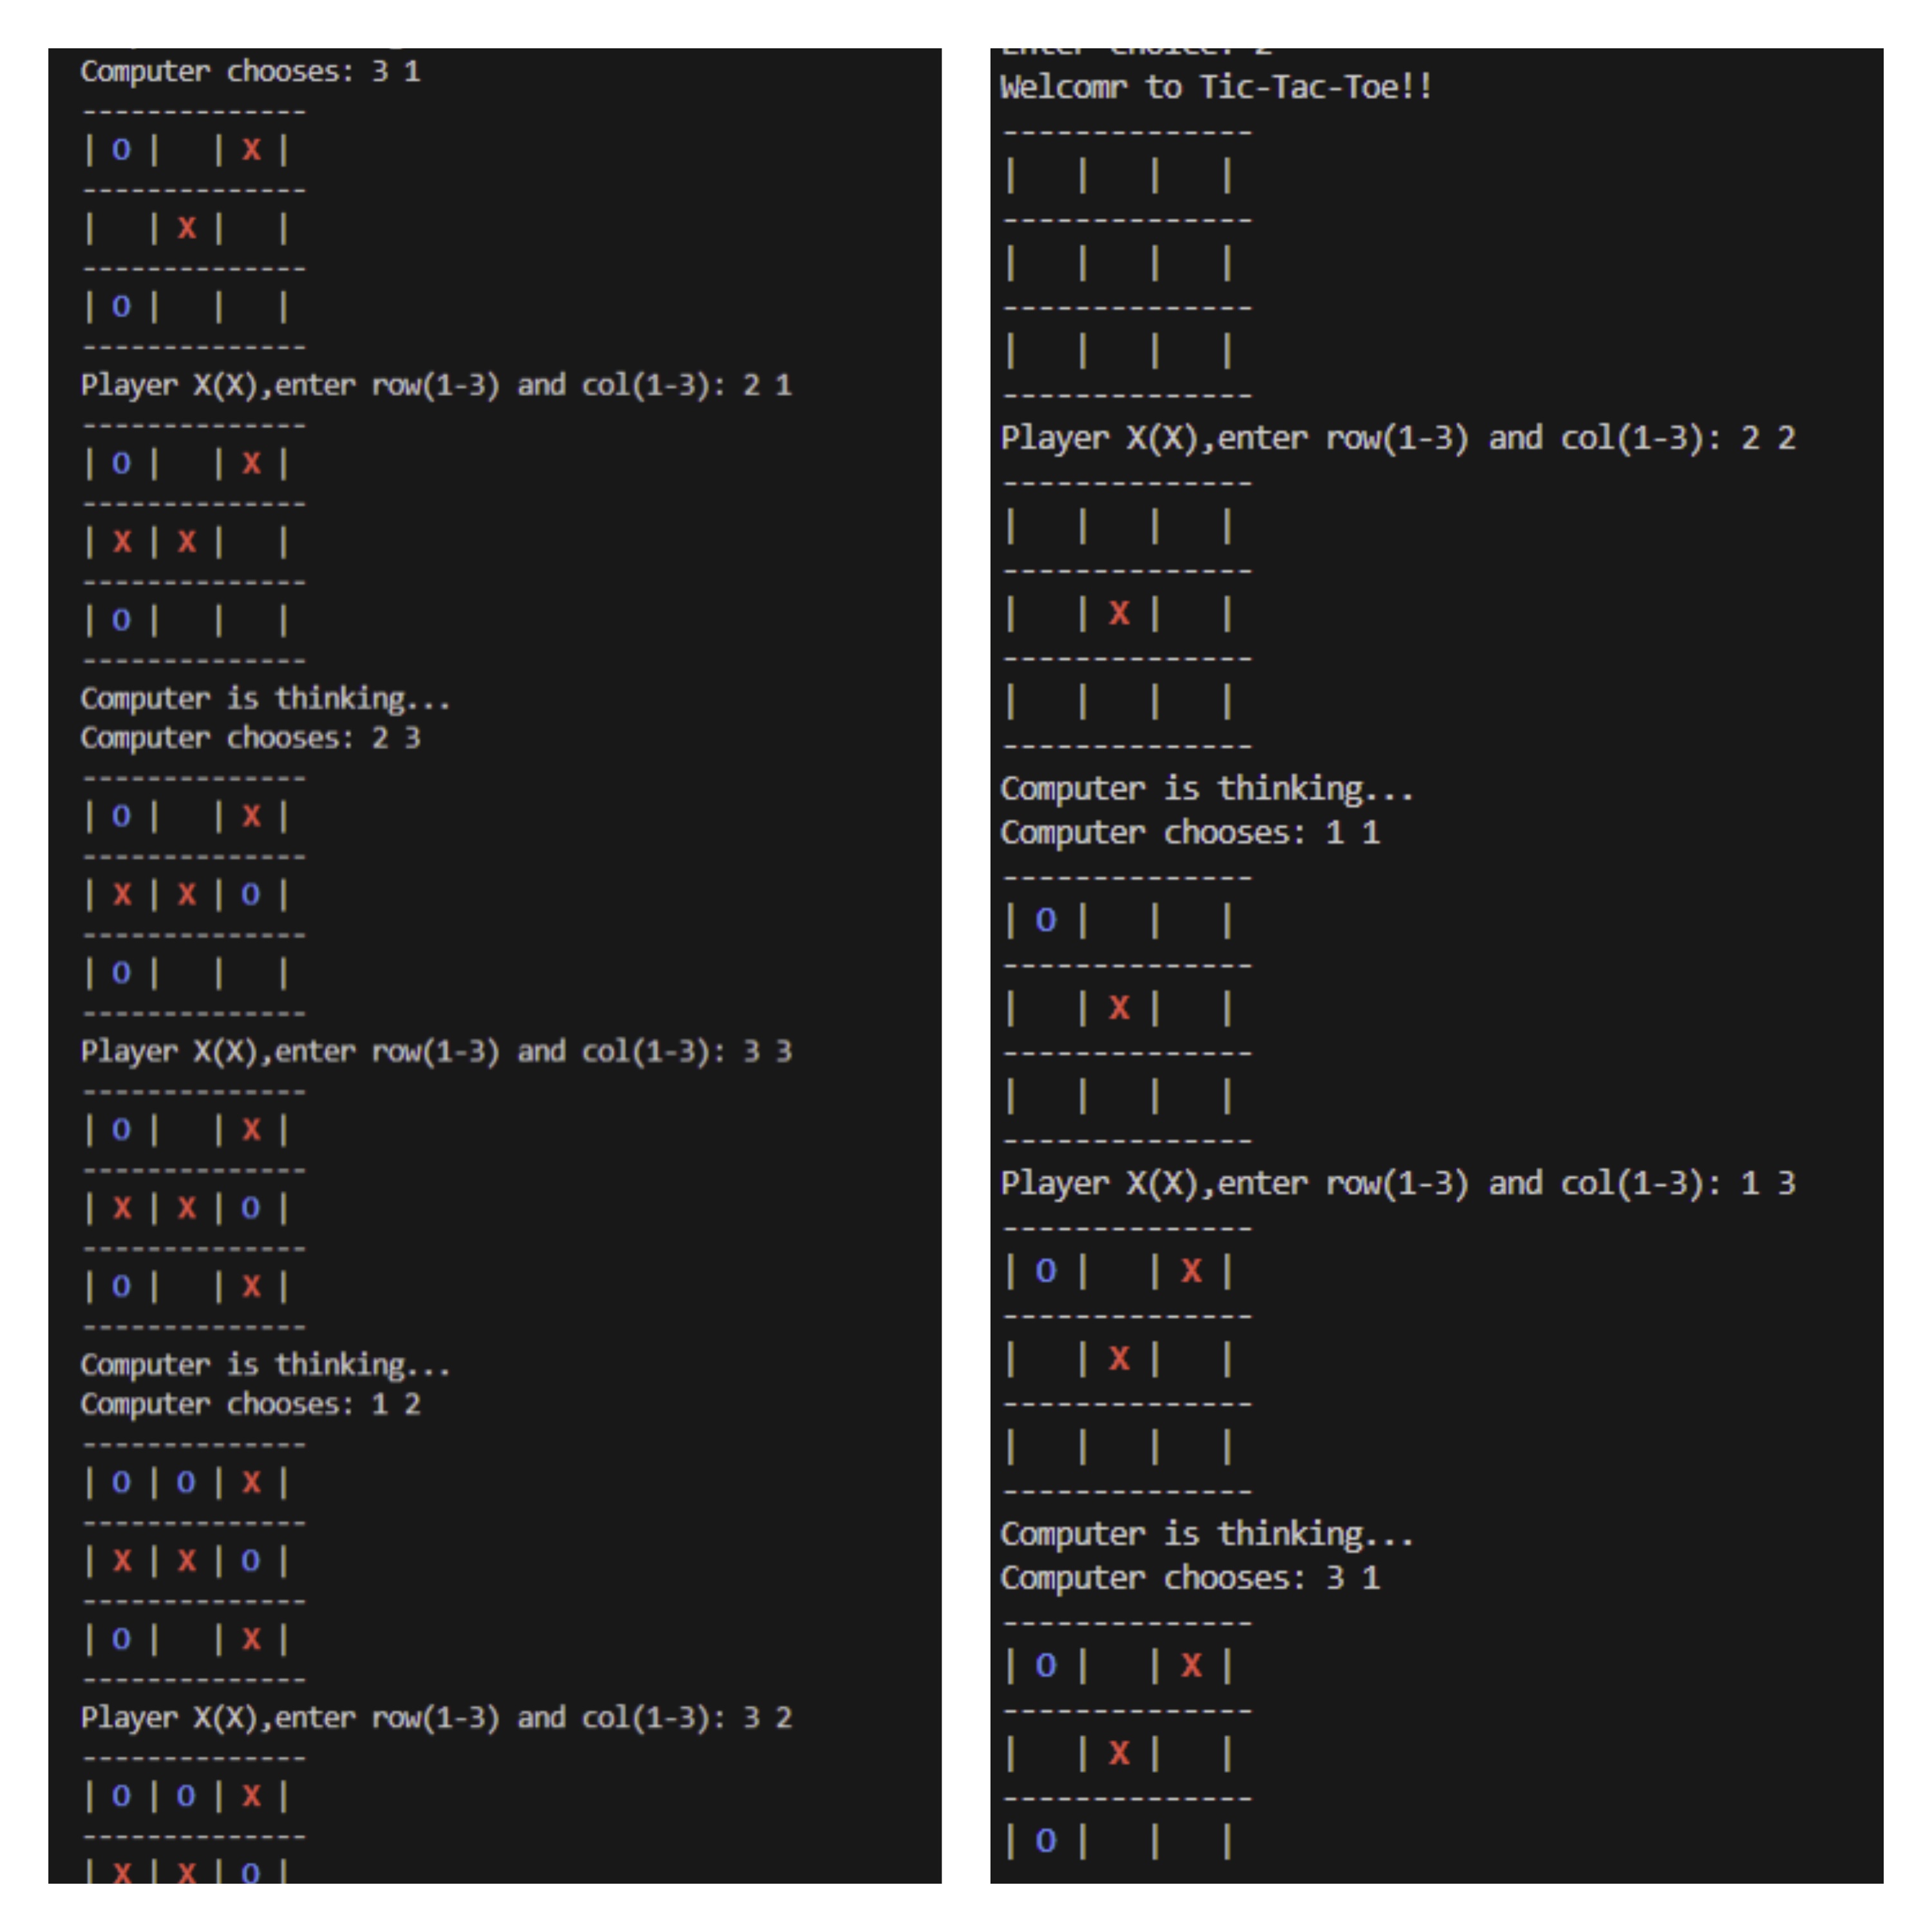 Computer chooses: 3 1
--------------
| O |   | X |
--------------
|   | X |   |
--------------
| O |   |   |
--------------
Player X(X),enter row(1-3) and col(1-3): 2 1
--------------
| O |   | X |
--------------
| X | X |   |
--------------
| O |   |   |
--------------
Computer is thinking...
Computer chooses: 2 3
--------------
| O |   | X |
--------------
| X | X | O |
--------------
| O |   |   |
--------------
Player X(X),enter row(1-3) and col(1-3): 3 3
--------------
| O |   | X |
--------------
| X | X | O |
--------------
| O |   | X |
--------------
Computer is thinking...
Computer chooses: 1 2
--------------
| O | O | X |
--------------
| X | X | O |
--------------
| O |   | X |
--------------
Player X(X),enter row(1-3) and col(1-3): 3 2
--------------
| O | O | X |
--------------
| X | X | O |
Enter choice: 2
Welcomr to Tic-Tac-Toe!!
--------------
|   |   |   |
--------------
|   |   |   |
--------------
|   |   |   |
--------------
Player X(X),enter row(1-3) and col(1-3): 2 2
--------------
|   |   |   |
--------------
|   | X |   |
--------------
|   |   |   |
--------------
Computer is thinking...
Computer chooses: 1 1
--------------
| O |   |   |
--------------
|   | X |   |
--------------
|   |   |   |
--------------
Player X(X),enter row(1-3) and col(1-3): 1 3
--------------
| O |   | X |
--------------
|   | X |   |
--------------
|   |   |   |
--------------
Computer is thinking...
Computer chooses: 3 1
--------------
| O |   | X |
--------------
|   | X |   |
--------------
| O |   |   |